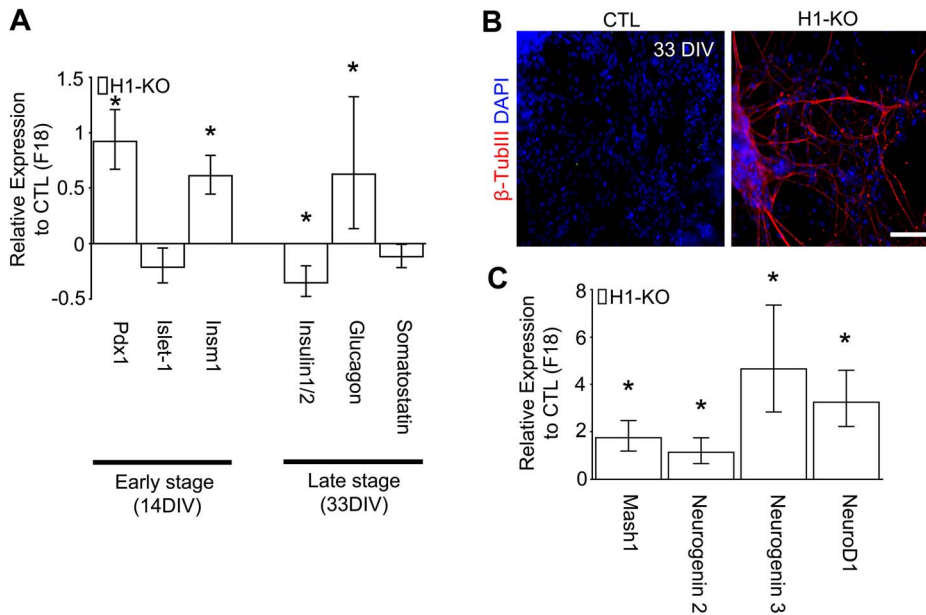 A
H1-KO
Relative Expression
to CTL (F18)
1.5
1
0.5
0
-0.5
*
*
*
*
Pdx1
Islet-1
Insm1
Insulin1/2
Glucagon
Somatostatin
Early stage
(14DIV)
Late stage
(33DIV)
B
CTL
H1-KO
33 DIV
β-TubIII DAPI
C
H1-KO
Relative Expression
to CTL (F18)
8
6
4
2
0
*
*
*
*
Mash1
Neurogenin 2
Neurogenin 3
NeuroD1